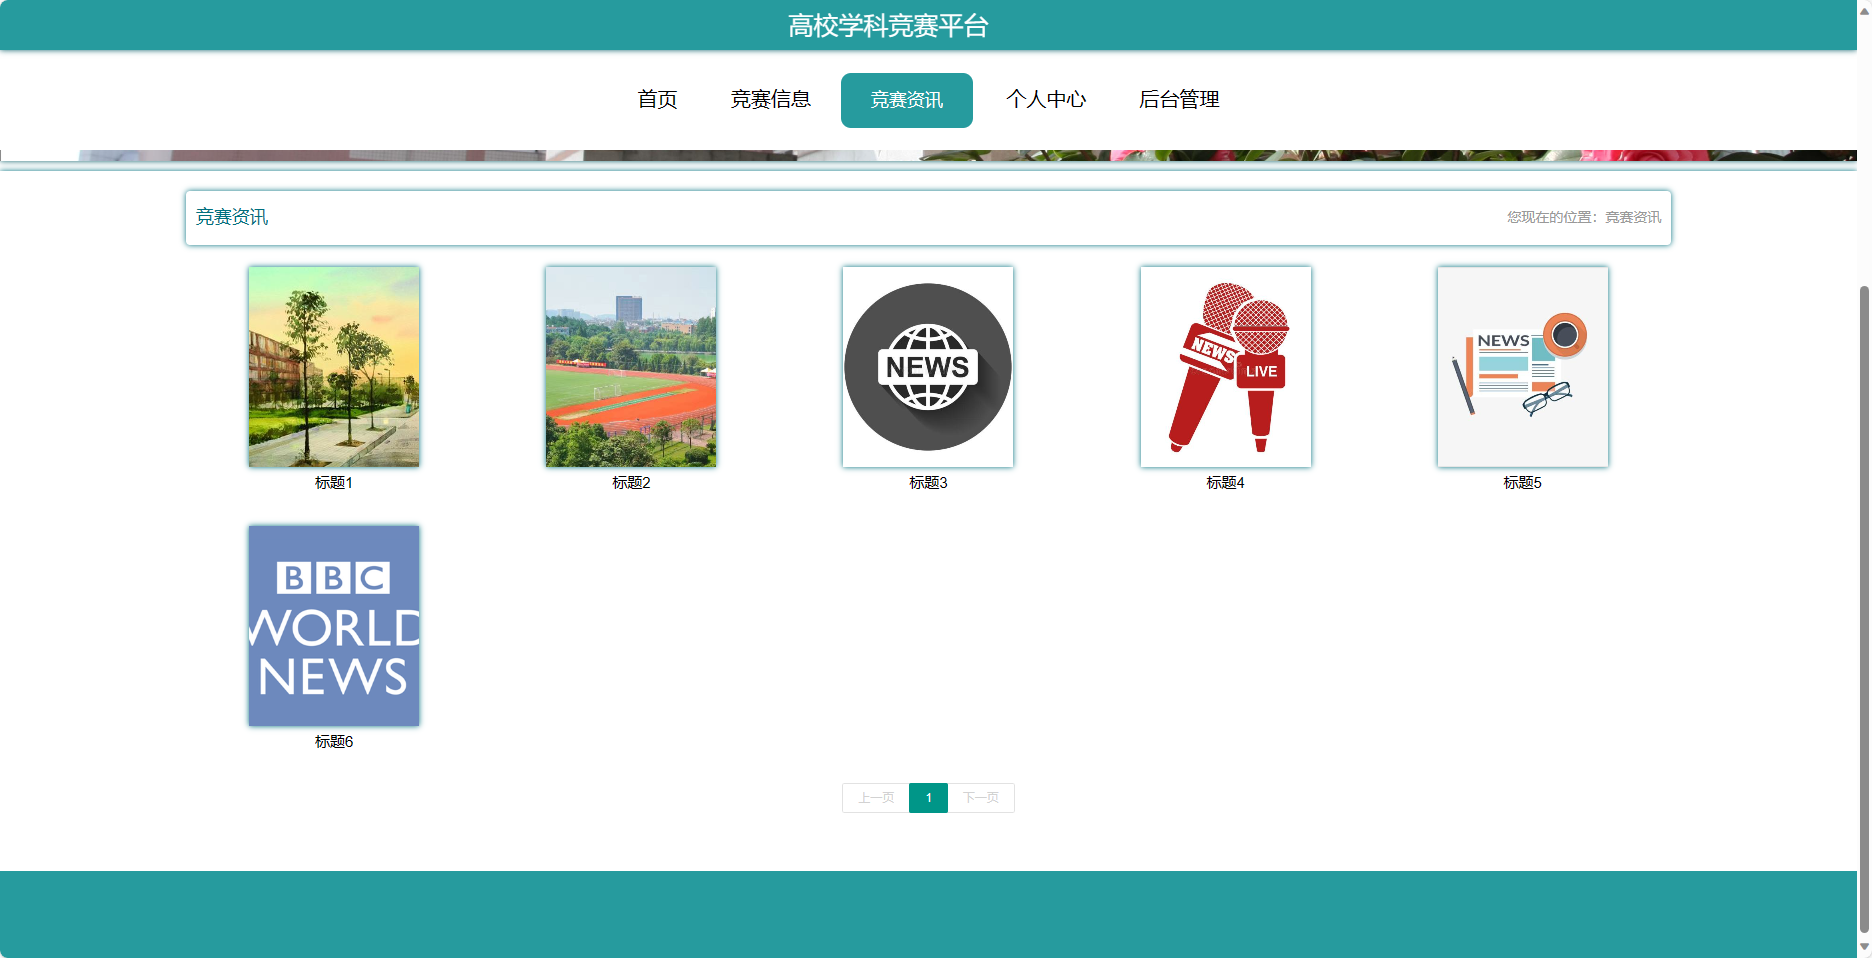 高校学科竞赛平台
首页 竞赛信息 竞赛资讯 个人中心 后台管理
竞赛资讯
您现在的位置：竞赛资讯
NEWS
NEWS
LIVE
NEWS
标题1
标题2
标题3
标题4
标题5
BBC
WORLD
NEWS
标题6
上一页 1 下一页